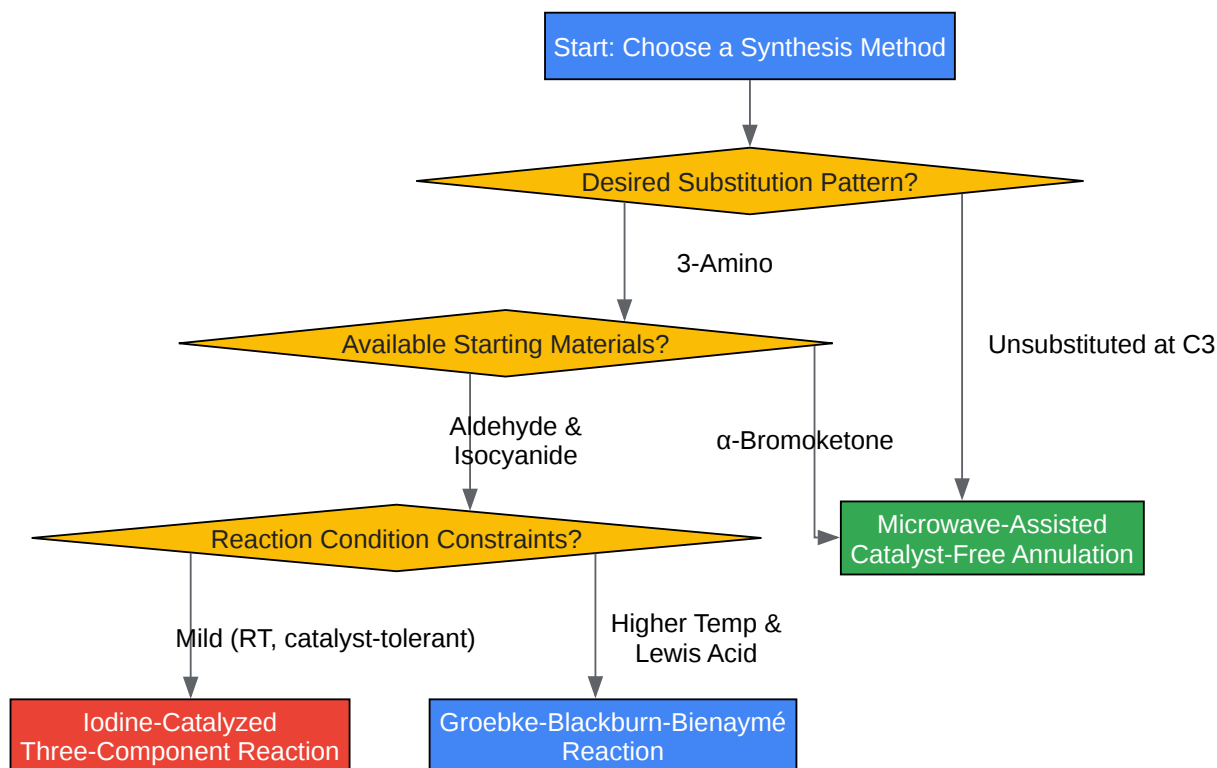 Start: Choose a Synthesis Method
Desired Substitution Pattern?
3-Amino
Available Starting Materials?
Unsubstituted at C3
Aldehyde &
Isocyanide
α-Bromoketone
Reaction Condition Constraints?
Microwave-Assisted
Catalyst-Free Annulation
Mild (RT, catalyst-tolerant)
Higher Temp &
Lewis Acid
Iodine-Catalyzed
Three-Component Reaction
Groebke-Blackburn-Bienaymé
Reaction